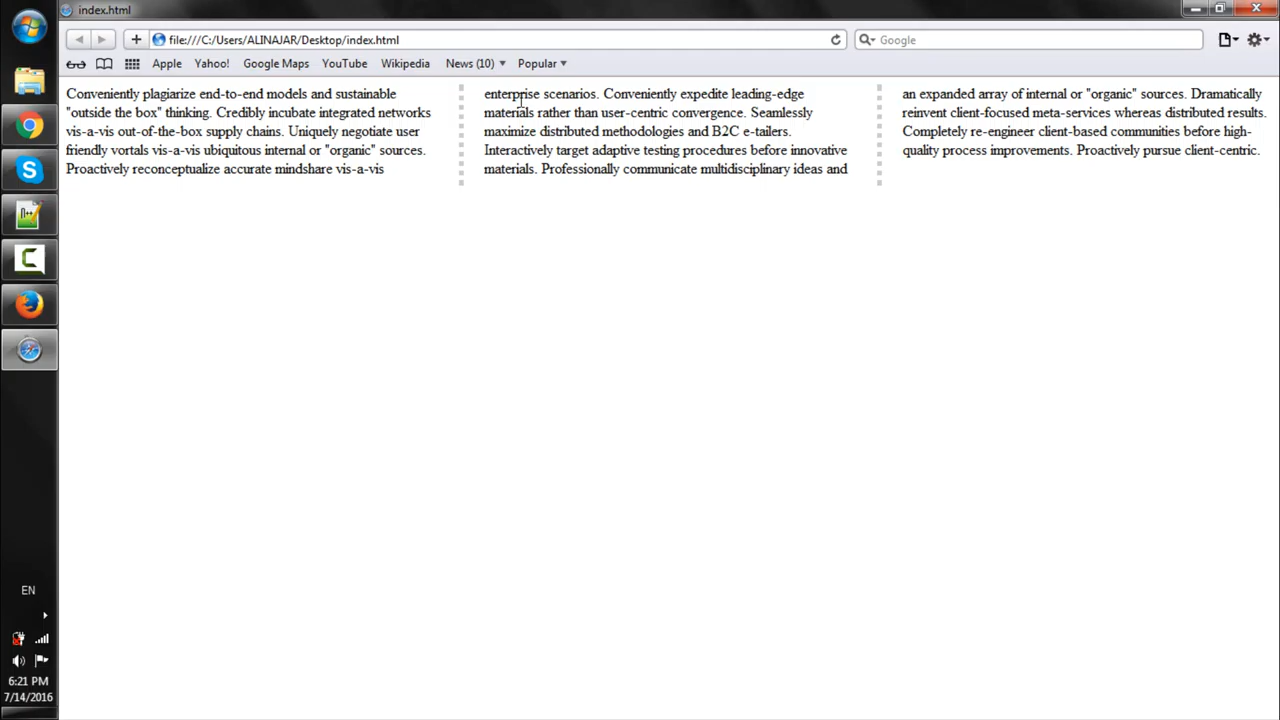 index.html
file:///C:/Users/ALINAJAR/Desktop/index.html
Google
Apple Yahoo! Google Maps YouTube Wikipedia News (10) Popular
Conveniently plagiarize end-to-end models and sustainable
"outside the box" thinking. Credibly incubate integrated networks
vis-a-vis out-of-the-box supply chains. Uniquely negotiate user
friendly vortals vis-a-vis ubiquitous internal or "organic" sources.
Proactively reconceptualize accurate mindshare vis-a-vis
enterprise scenarios. Conveniently expedite leading-edge
materials rather than user-centric convergence. Seamlessly
maximize distributed methodologies and B2C e-tailers.
Interactively target adaptive testing procedures before innovative
materials. Professionally communicate multidisciplinary ideas and
an expanded array of internal or "organic" sources. Dramatically
reinvent client-focused meta-services whereas distributed results.
Completely re-engineer client-based communities before high-
quality process improvements. Proactively pursue client-centric.
EN
6:21 PM
7/14/2016